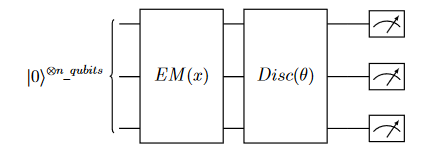 |0⟩^{⊗n_qubits}
EM(x)
Disc(θ)